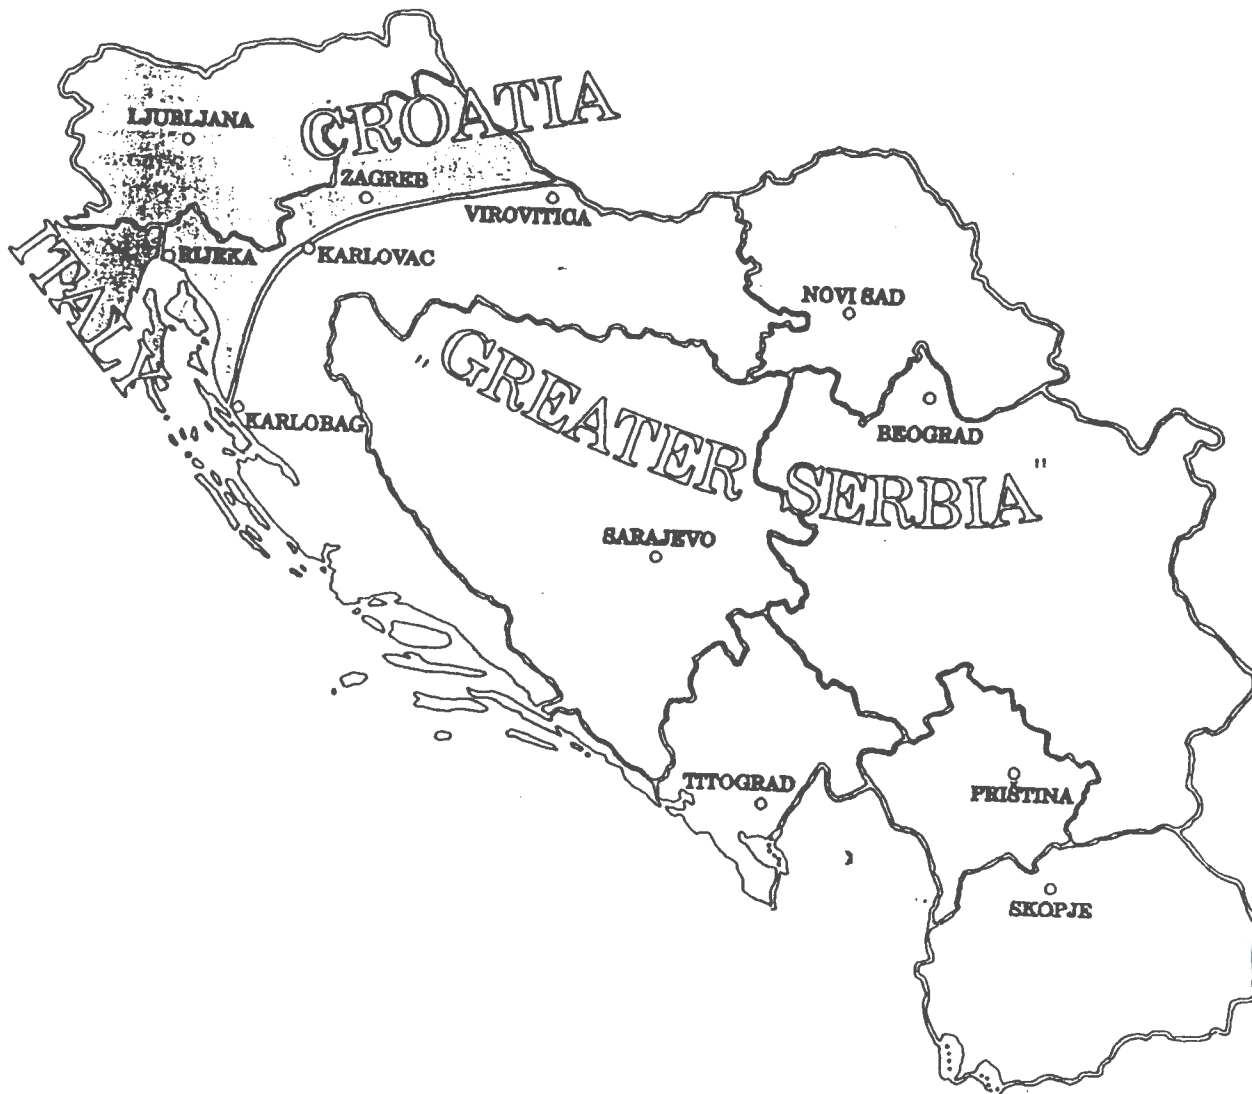 CROATIA
LJUBLJANA
ZAGREB
VIROVITICA
ITALY
RIJEKA
KARLOVAC
NOVI SAD
"GREATER SERBIA"
KARLOBAG
BEOGRAD
SARAJEVO
TITOGRAD
PRIŠTINA
SKOPJE